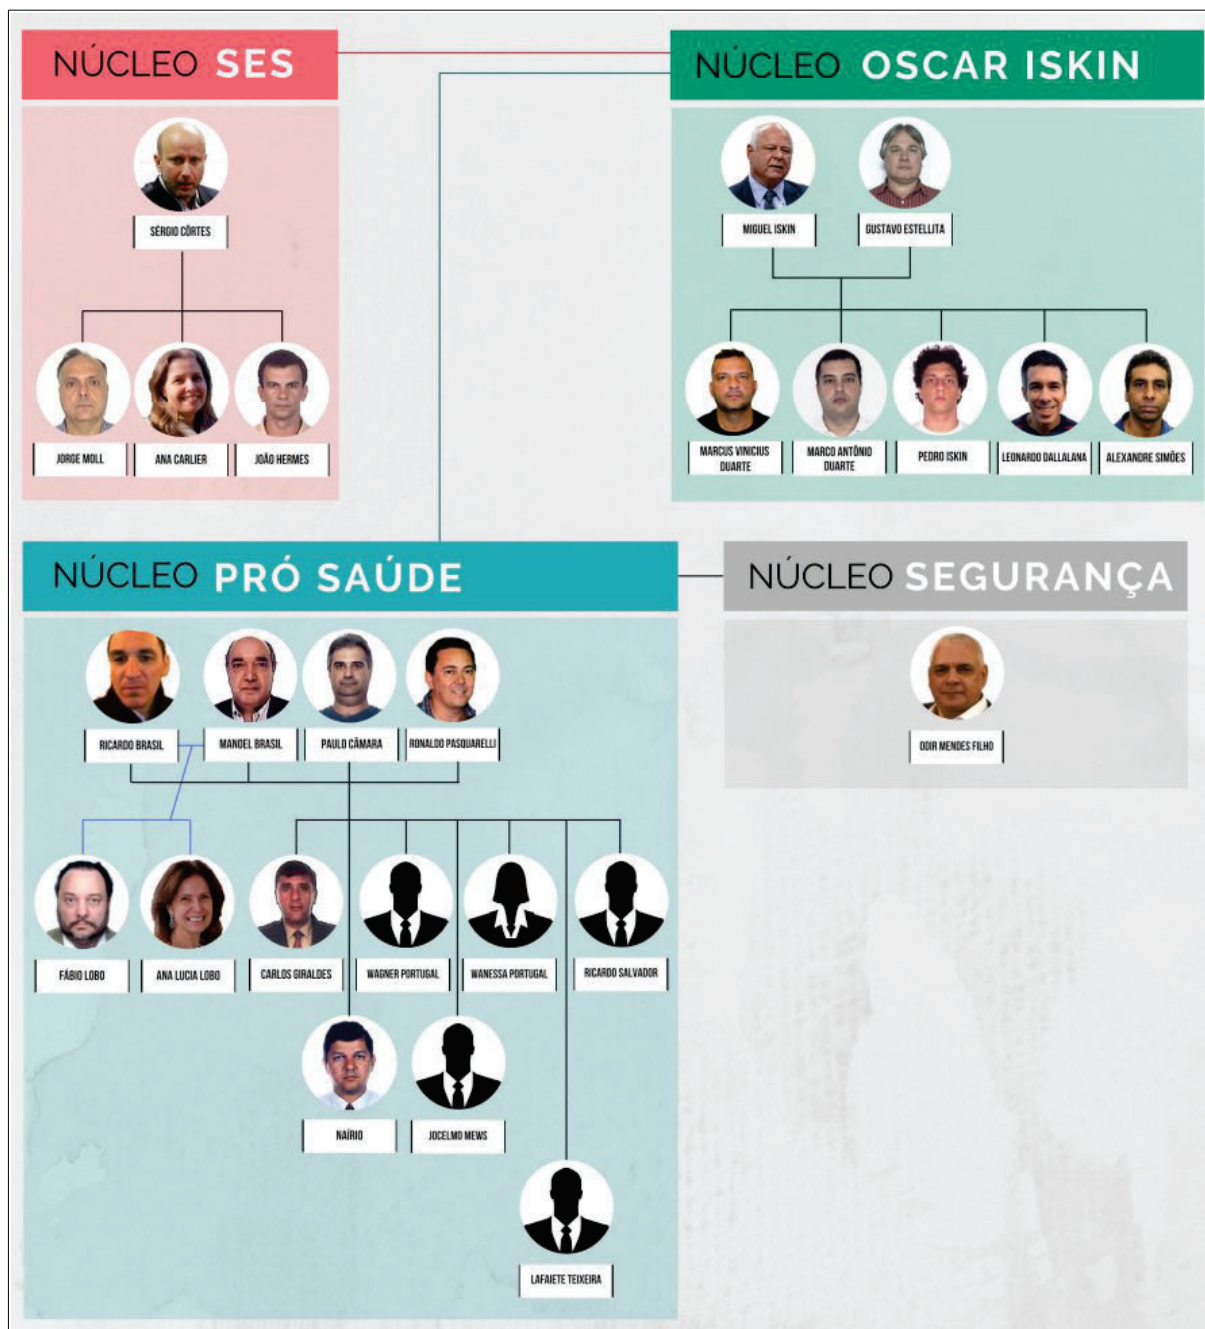 NÚCLEO SES
NÚCLEO OSCAR ISKIN
SÉRGIO CÔRTES
MIGUEL ISKIN
GUSTAVO ESTELLITA
JORGE MOLL
ANA CARLIER
JOÃO HERMES
MARCUS VINICIUS
DUARTE
MARCO ANTÔNIO
DUARTE
PEDRO ISKIN
LEONARDO DALLALANA
ALEXANDRE SIMÕES
NÚCLEO PRÓ SAÚDE
NÚCLEO SEGURANÇA
RICARDO BRASIL
MANOEL BRASIL
PAULO CÂMARA
RONALDO PASQUARELLI
ODIR MENDES FILHO
FÁBIO LOBO
ANA LUCIA LOBO
CARLOS GIRALDES
WAGNER PORTUGAL
WANESSA PORTUGAL
RICARDO SALVADOR
NAÍRIO
JOCELMO MEWS
LAFAIETE TEIXEIRA